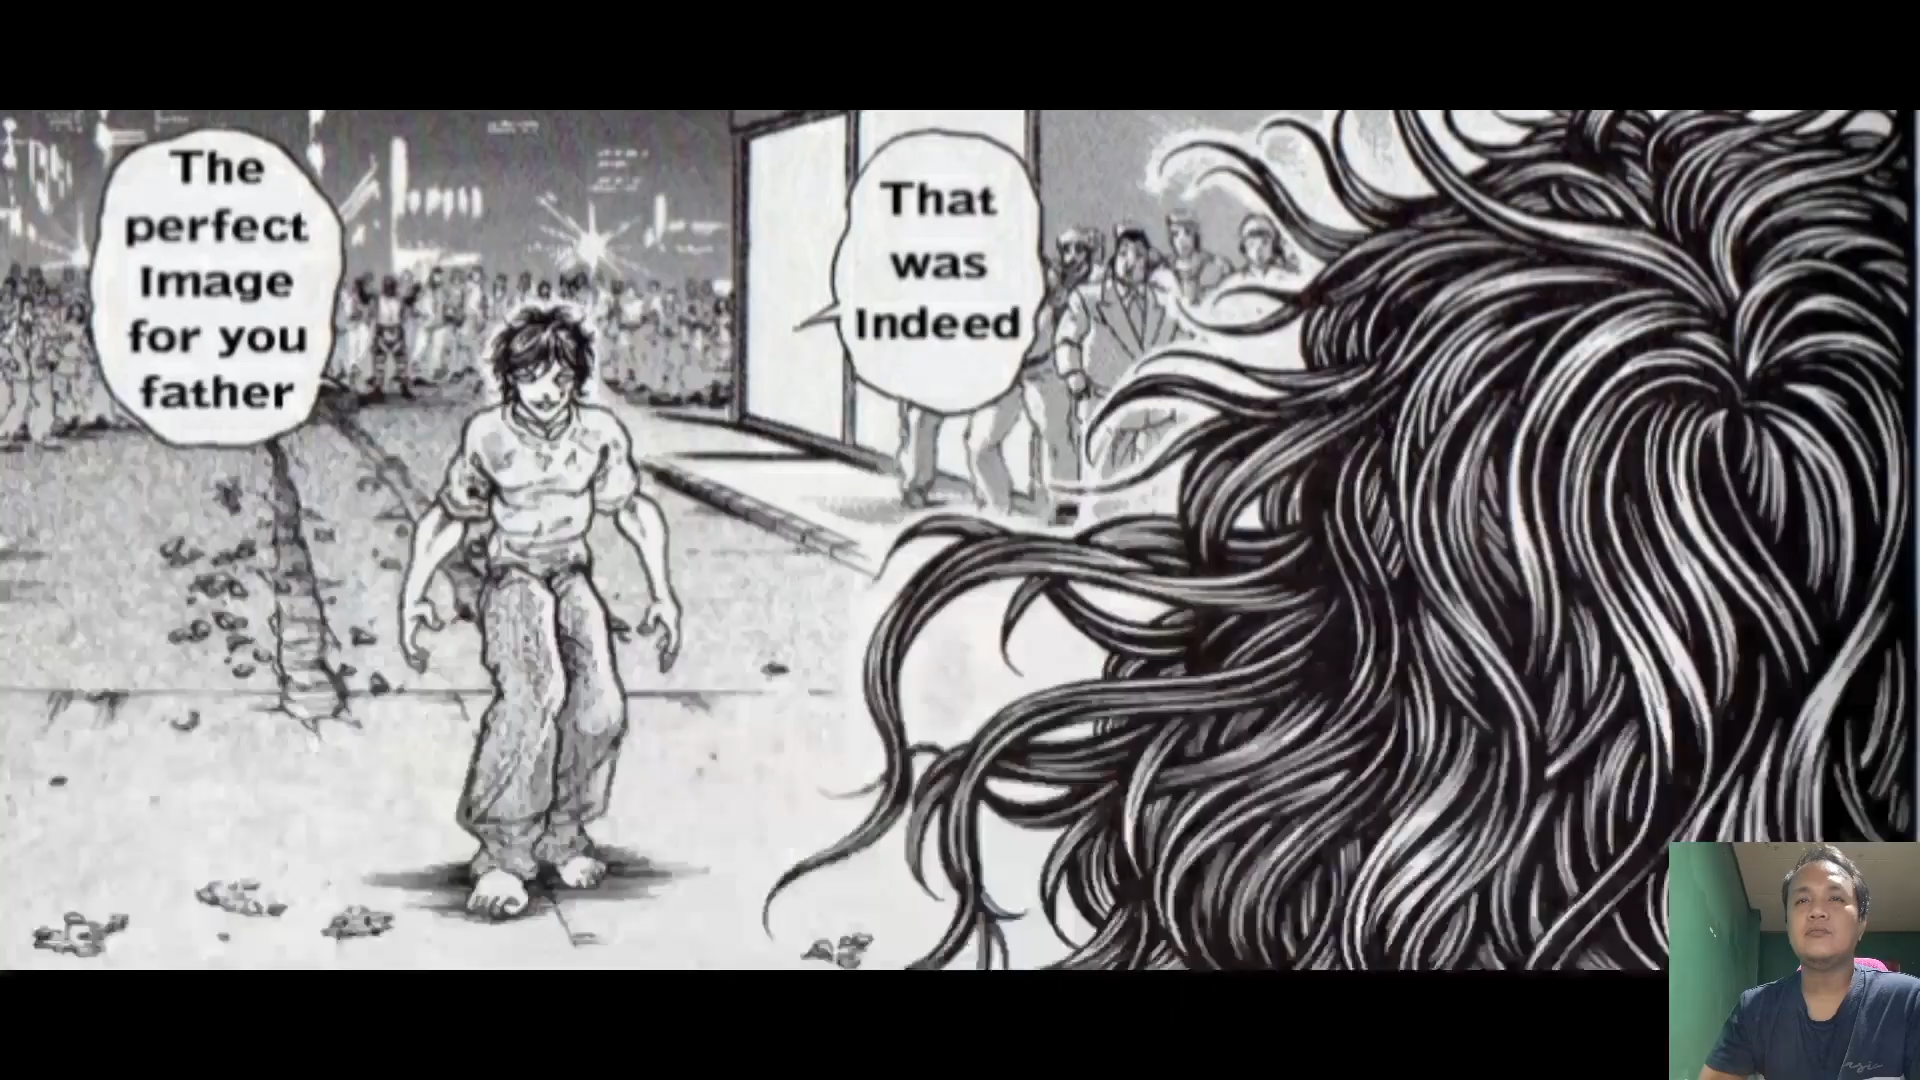 The
perfect
Image
for you
father
That
was
Indeed